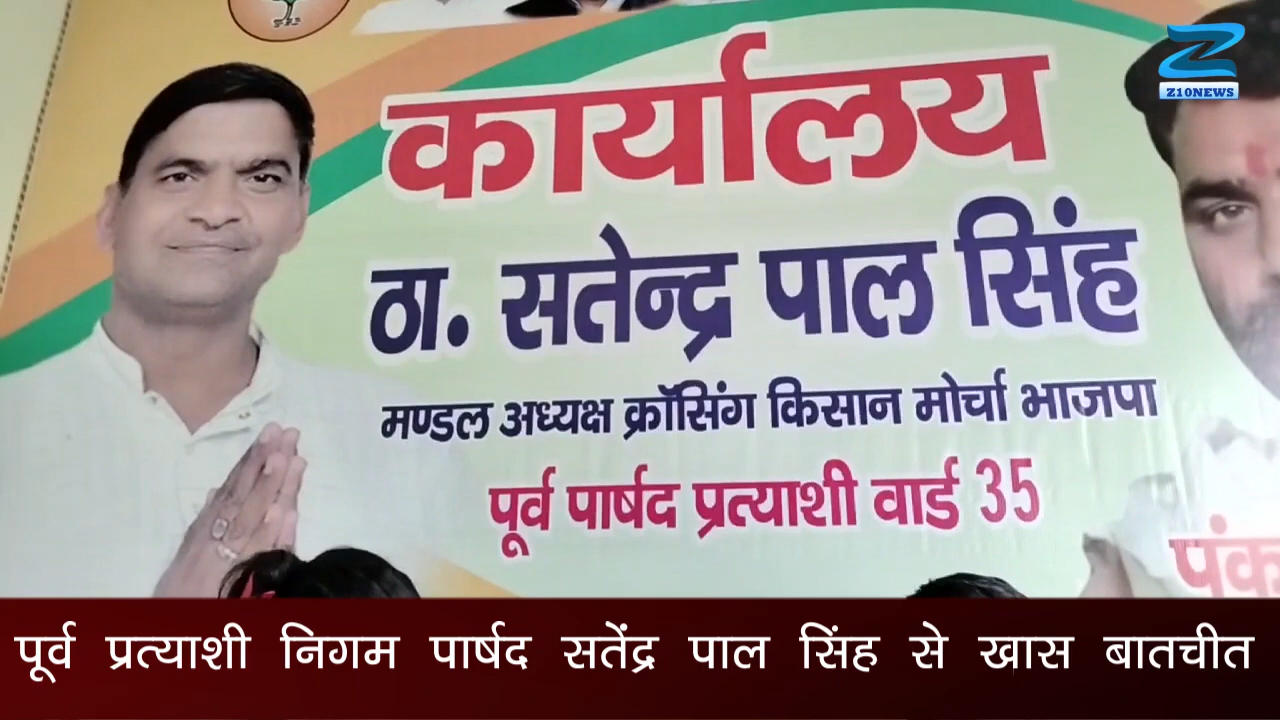 Z10NEWS
कार्यालय
ठा. सतेन्द्र पाल सिंह
मण्डल अध्यक्ष क्रॉसिंग किसान मोर्चा भाजपा
पूर्व पार्षद प्रत्याशी वार्ड 35
पूर्व प्रत्याशी निगम पार्षद सतेंद्र पाल सिंह से खास बातचीत